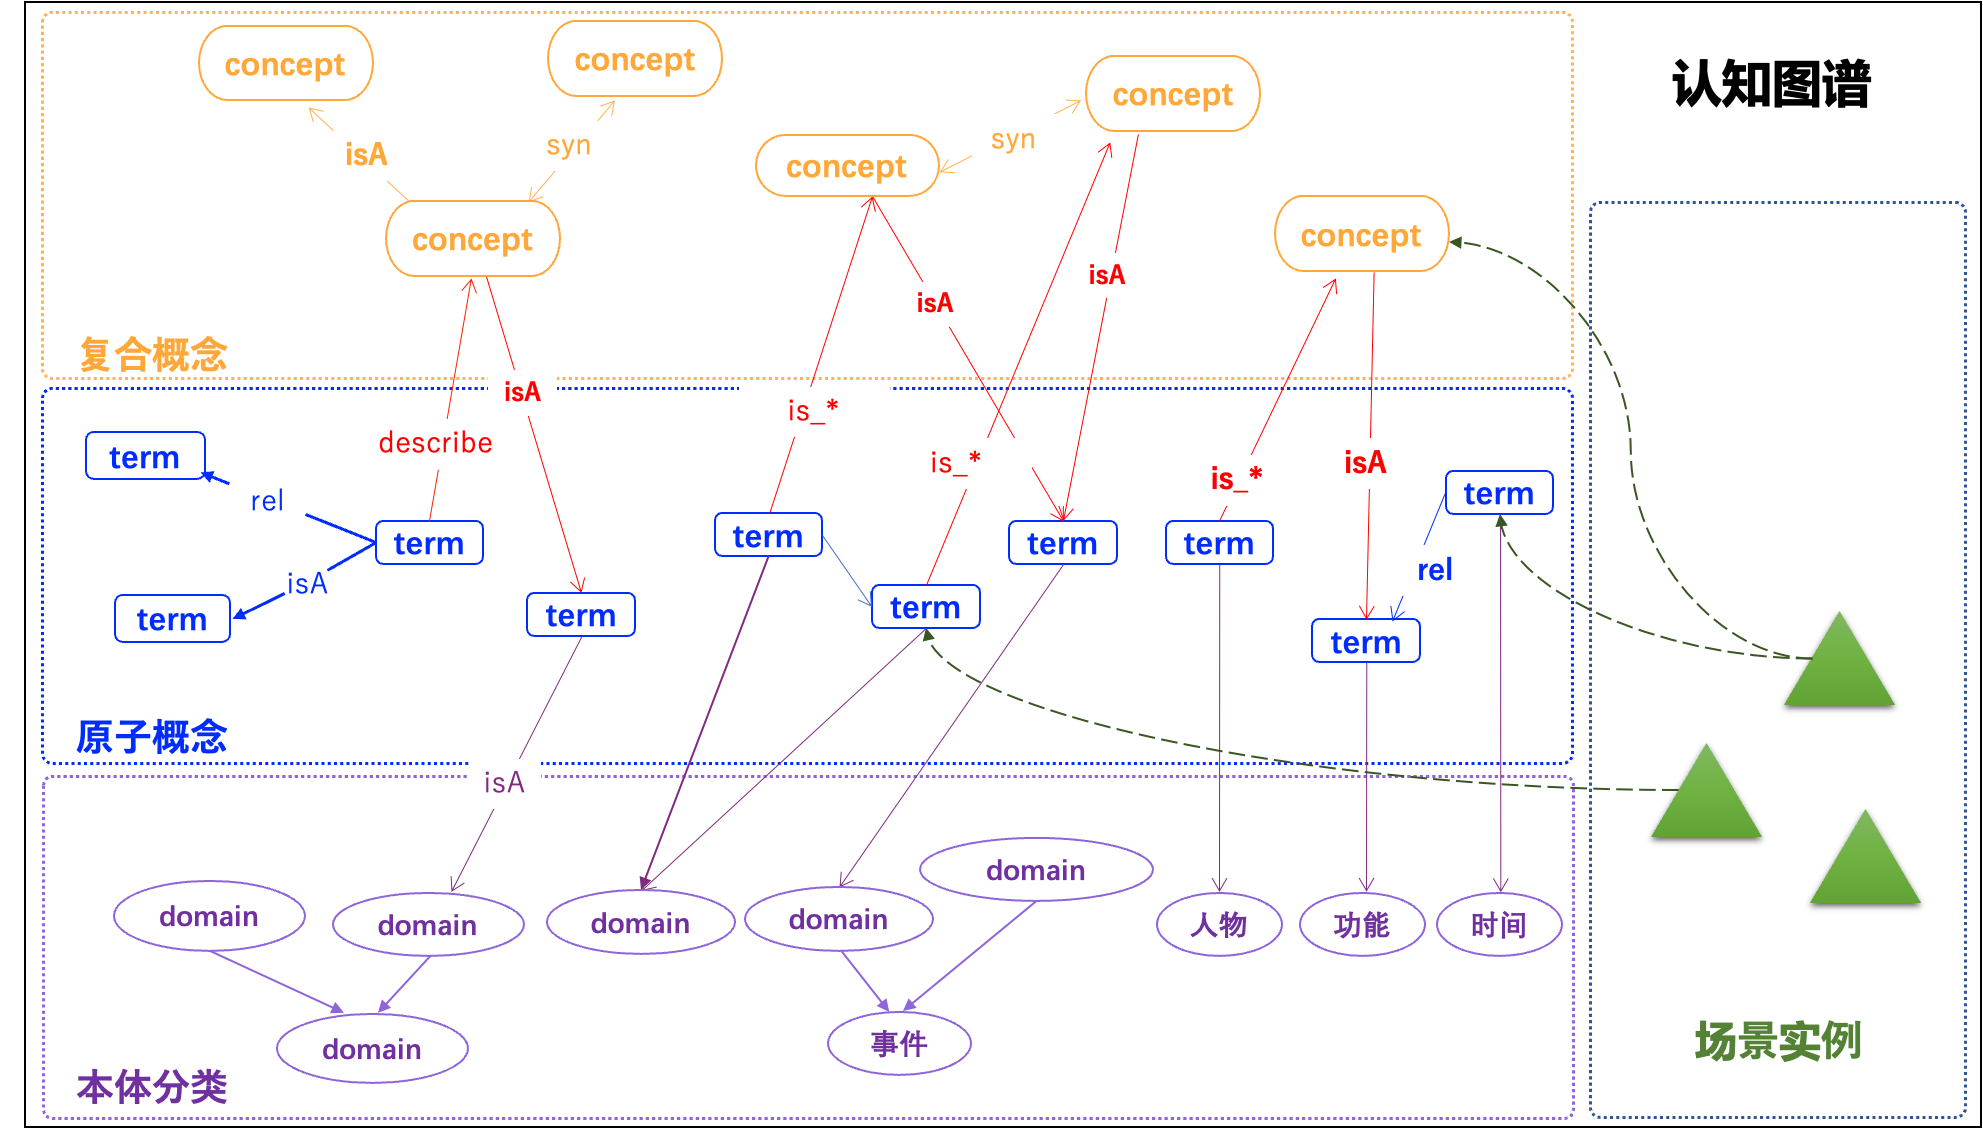 认知图谱
concept
concept
concept
concept
isA
syn
syn
concept
concept
concept
isA
isA
复合概念
isA
is_*
describe
is_*
is_*
isA
term
rel
term
term
term
term
term
term
rel
isA
term
term
term
term
原子概念
isA
domain
domain
domain
domain
domain
人物
功能
时间
domain
事件
本体分类
场景实例